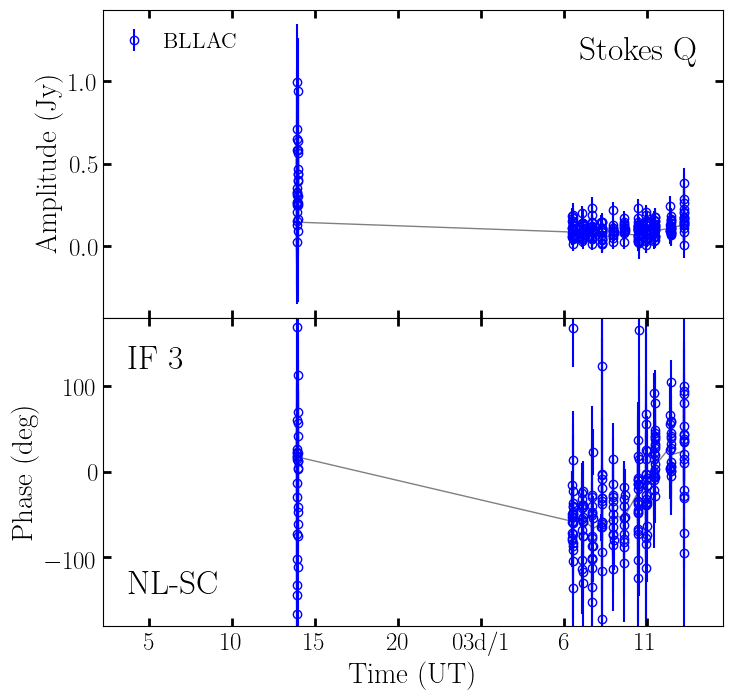 BLLAC
Stokes Q
Amplitude (Jy)
1.0
0.5
0.0
IF 3
Phase (deg)
100
0
−100
NL-SC
5 10 15 20 03d/1 6 11
Time (UT)